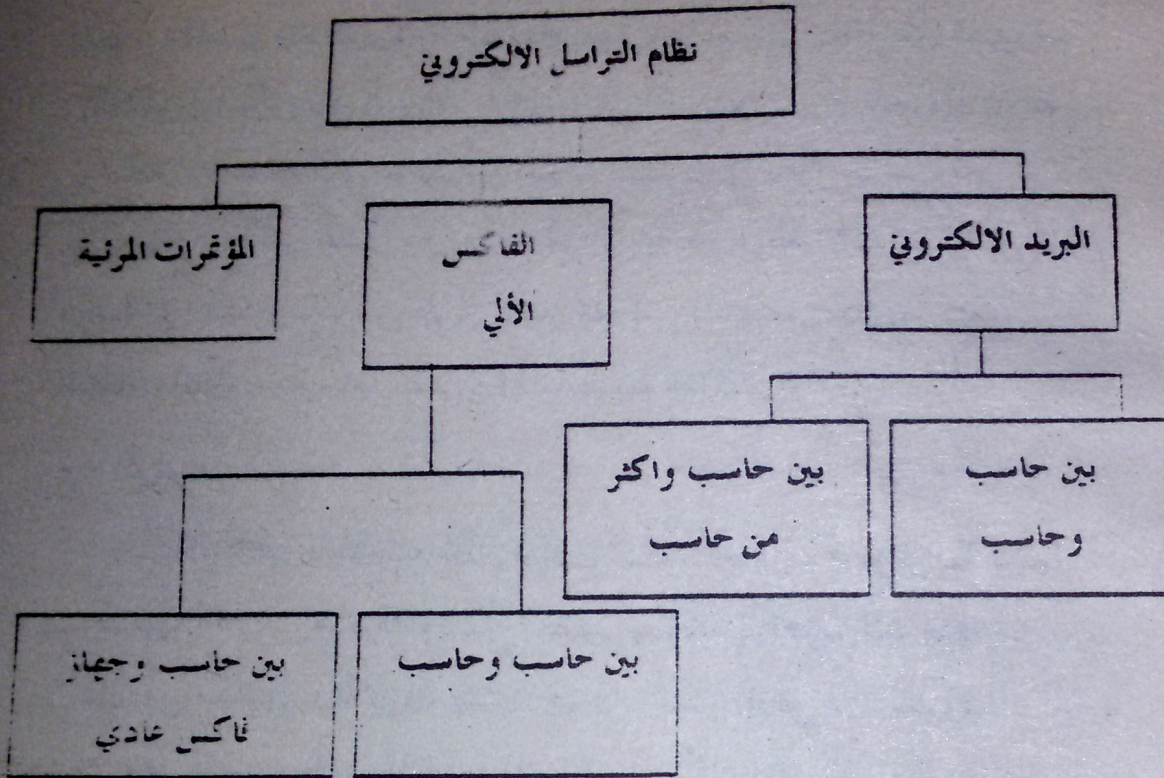 نظام التراسل الالكتروني
البريد الالكتروني
الفاكس
الألي
المؤتمرات المرئية
بين حاسب
وحاسب
بين حاسب واكثر
من حاسب
بين حاسب وحاسب
بين حاسب وجهاز
فاكس عادي